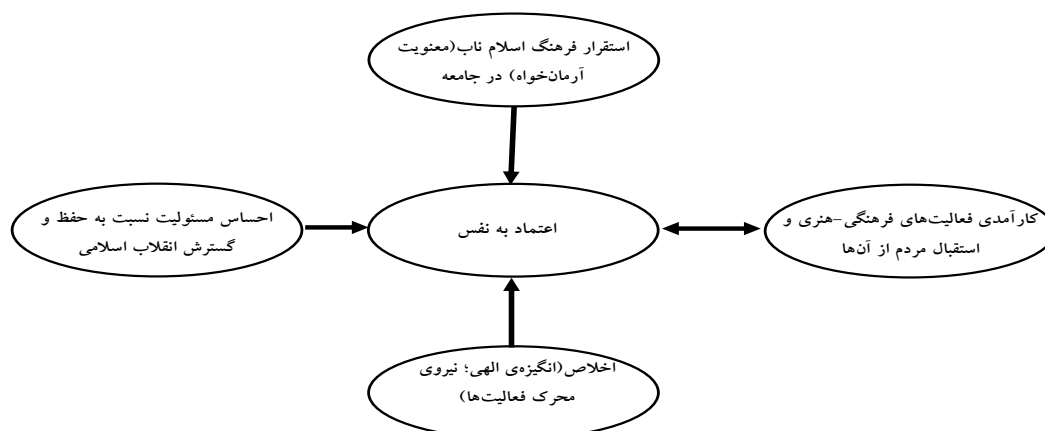 استقرار فرهنگ اسلام ناب(معنویت
آرمان‌خواه) در جامعه
احساس مسئولیت نسبت به حفظ و
گسترش انقلاب اسلامی
اعتماد به نفس
کارآمدی فعالیت‌های فرهنگی-هنری و
استقبال مردم از آن‌ها
اخلاص(انگیزه‌ی الهی؛ نیروی
محرک فعالیت‌ها)